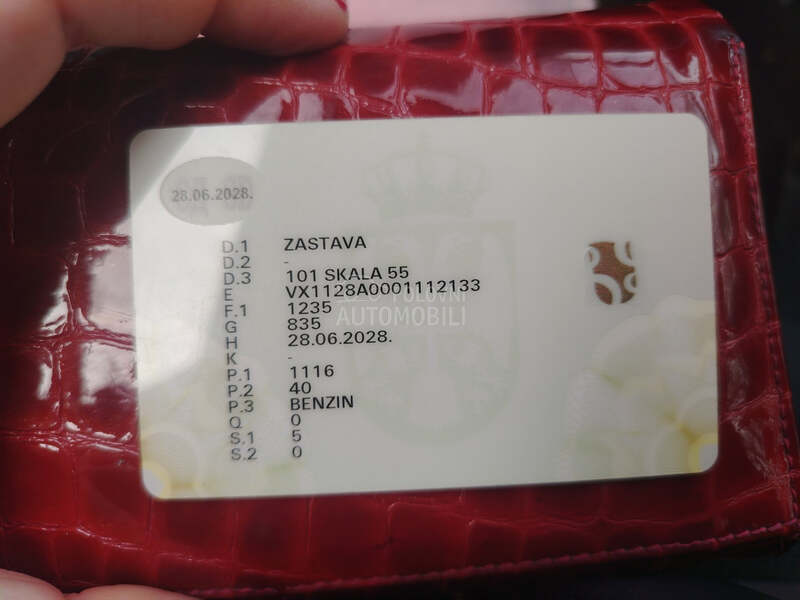 28.06.2028.
D.1 ZASTAVA
D.2 -
D.3 101 SKALA 55
E VX1128A0001112133
F.1 1235
G 835
H 28.06.2028.
K -
P.1 1116
P.2 40
P.3 BENZIN
Q 0
S.1 5
S.2 0
POLOVNI
AUTOMOBILI